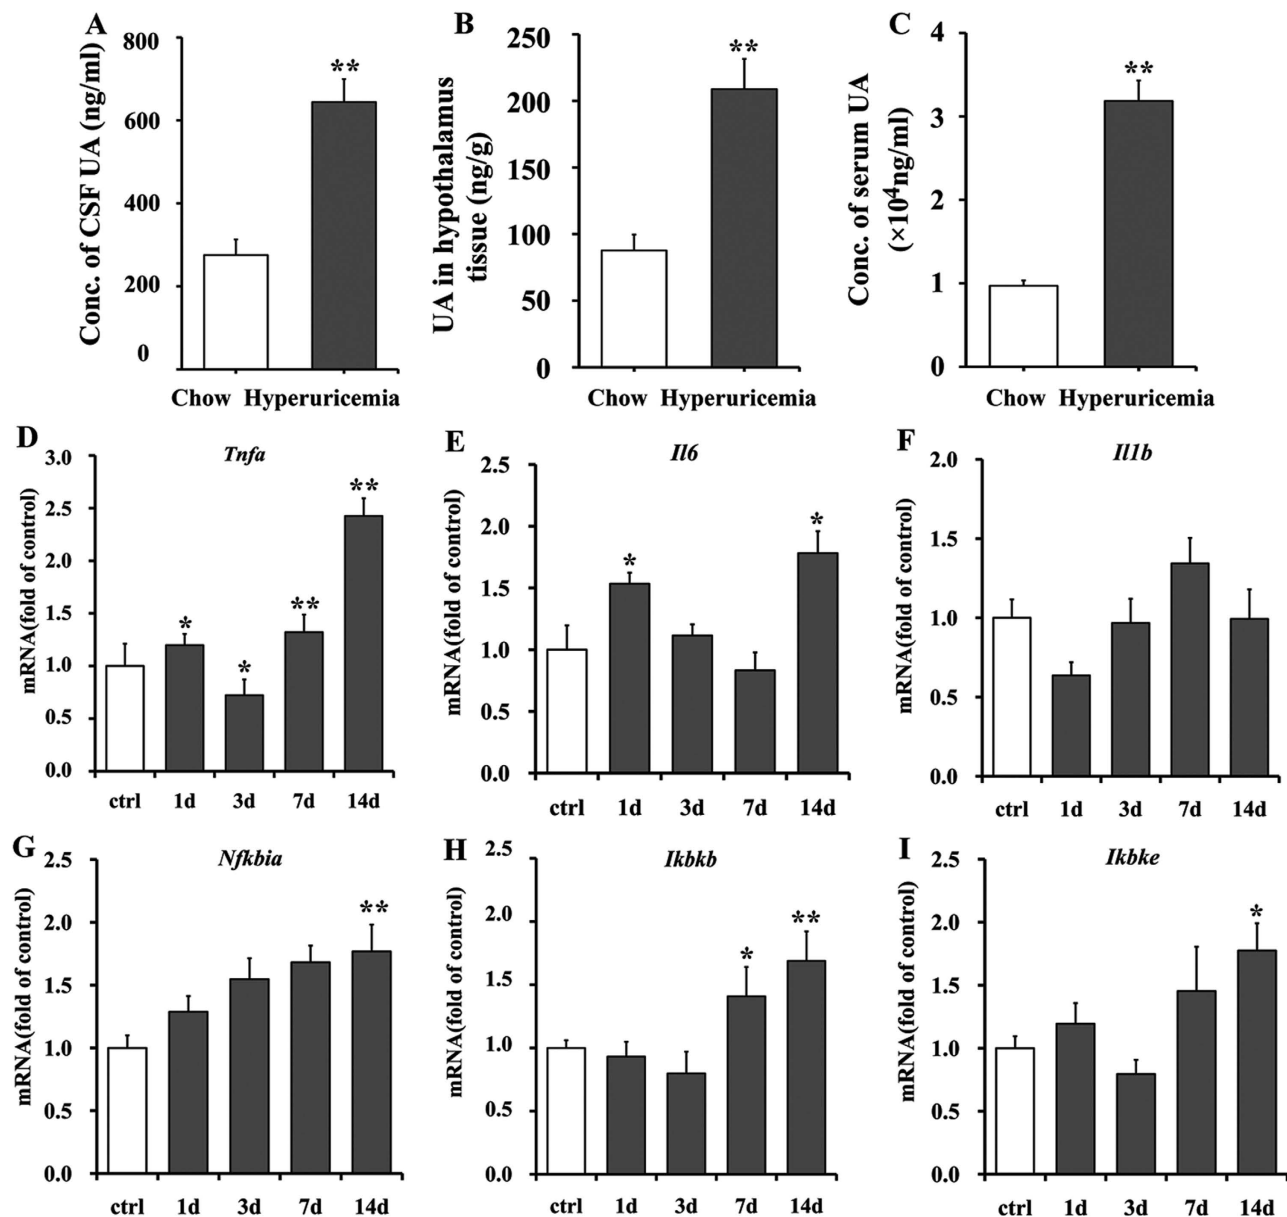 A
Conc. of CSF UA (ng/ml)
800
600
400
200
0
**
Chow Hyperuricemia
B
UA in hypothalamus
tissue (ng/g)
250
200
150
100
50
0
**
Chow Hyperuricemia
C
Conc. of serum UA
(×10⁴ng/ml)
4
3
2
1
0
**
Chow Hyperuricemia
D
Tnfa
mRNA(fold of control)
3.0
2.5
2.0
1.5
1.0
0.5
0.0
*
*
**
**
ctrl 1d 3d 7d 14d
E
Il6
mRNA(fold of control)
2.5
2.0
1.5
1.0
0.5
0.0
*
*
ctrl 1d 3d 7d 14d
F
Il1b
mRNA(fold of control)
2.0
1.5
1.0
0.5
0.0
ctrl 1d 3d 7d 14d
G
Nfkbia
mRNA(fold of control)
2.5
2.0
1.5
1.0
0.5
0.0
**
ctrl 1d 3d 7d 14d
H
Ikbkb
mRNA(fold of control)
2.5
2.0
1.5
1.0
0.5
0.0
*
**
ctrl 1d 3d 7d 14d
I
Ikbke
mRNA(fold of control)
2.5
2.0
1.5
1.0
0.5
0.0
*
ctrl 1d 3d 7d 14d